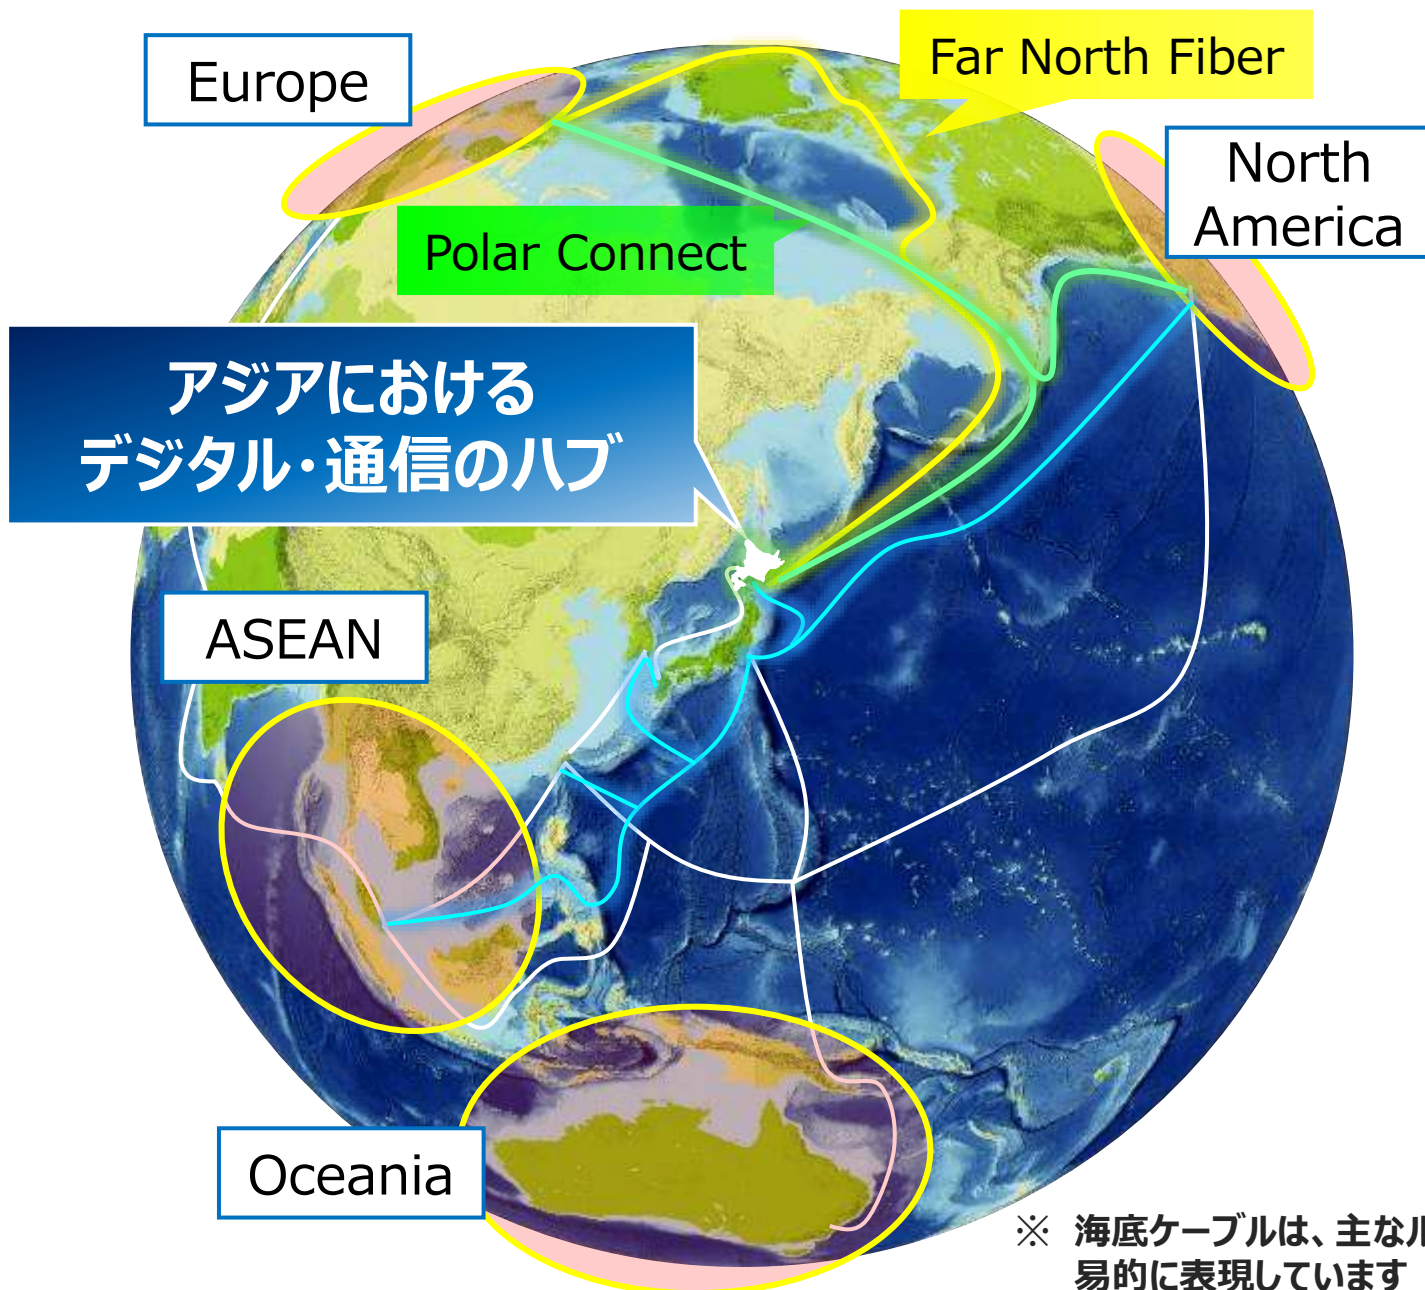 Europe
Far North Fiber
North
America
Polar Connect
アジアにおける
デジタル・通信のハブ
ASEAN
Oceania
※ 海底ケーブルは、主な
易的に表現しています